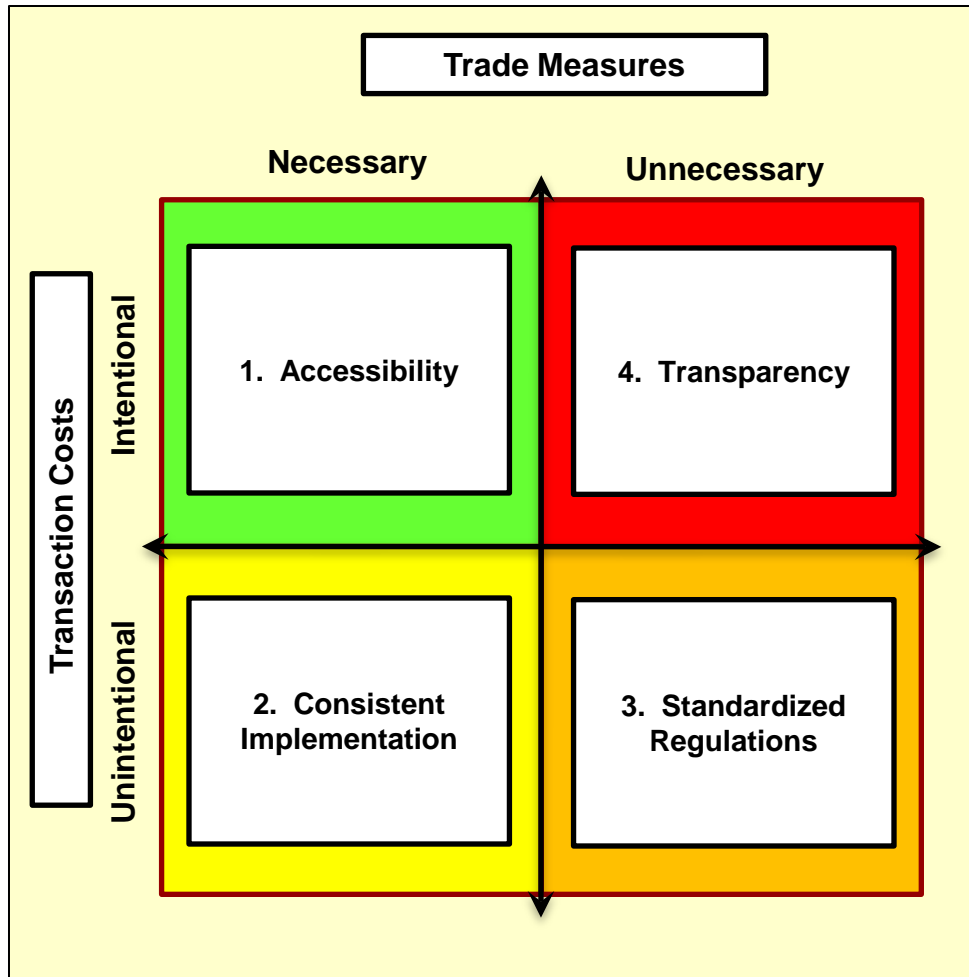 Trade Measures
Necessary
Unnecessary
Transaction Costs
Intentional
1. Accessibility
4. Transparency
Unintentional
2. Consistent
Implementation
3. Standardized
Regulations